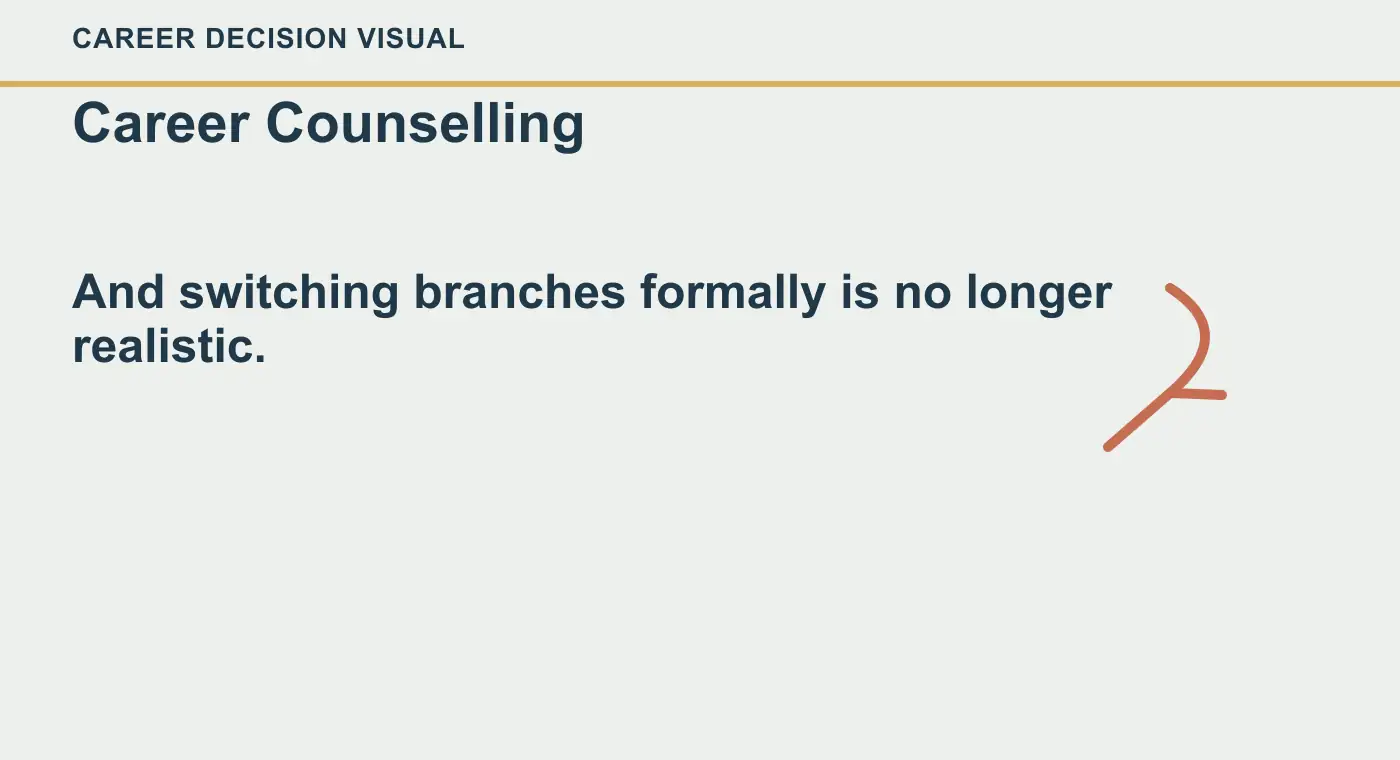 CAREER DECISION VISUAL
Career Counselling
And switching branches formally is no longer
realistic.